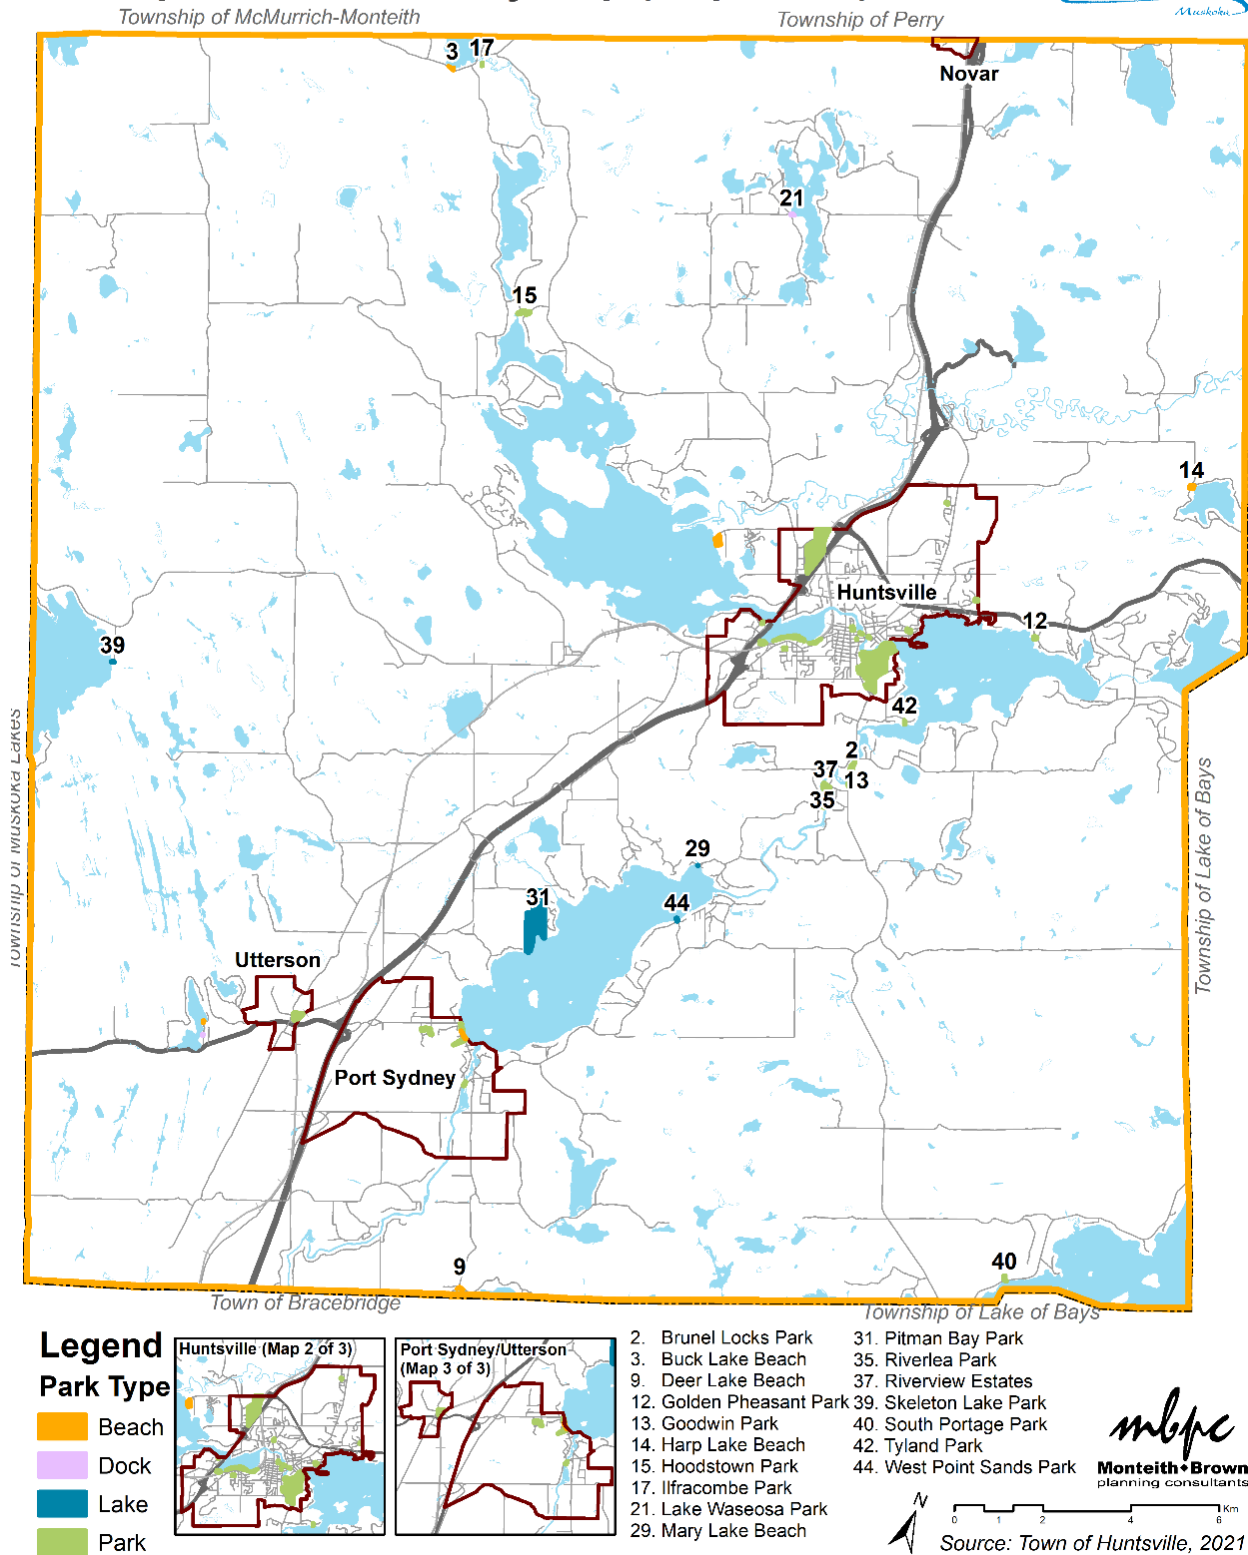 Township of McMurrich-Monteith
Township of Perry
Muskoka
3
17
Novar
21
15
14
Huntsville
12
39
42
2
37
13
35
29
31
44
Utterson
Port Sydney
9
40
Township of Muskoka Lakes
Township of Lake of Bays
Town of Bracebridge
Township of Lake of Bays
Legend
Park Type
Beach
Dock
Lake
Park
Huntsville (Map 2 of 3)
Port Sydney/Utterson
(Map 3 of 3)
2. Brunel Locks Park
3. Buck Lake Beach
9. Deer Lake Beach
12. Golden Pheasant Park
13. Goodwin Park
14. Harp Lake Beach
15. Hoodstown Park
17. Ilfracombe Park
21. Lake Waseosa Park
29. Mary Lake Beach
31. Pitman Bay Park
35. Riverlea Park
37. Riverview Estates
39. Skeleton Lake Park
40. South Portage Park
42. Tyland Park
44. West Point Sands Park
mbpc
Monteith♦Brown
planning consultants
N
0 1 2 4 6 Km
Source: Town of Huntsville, 2021